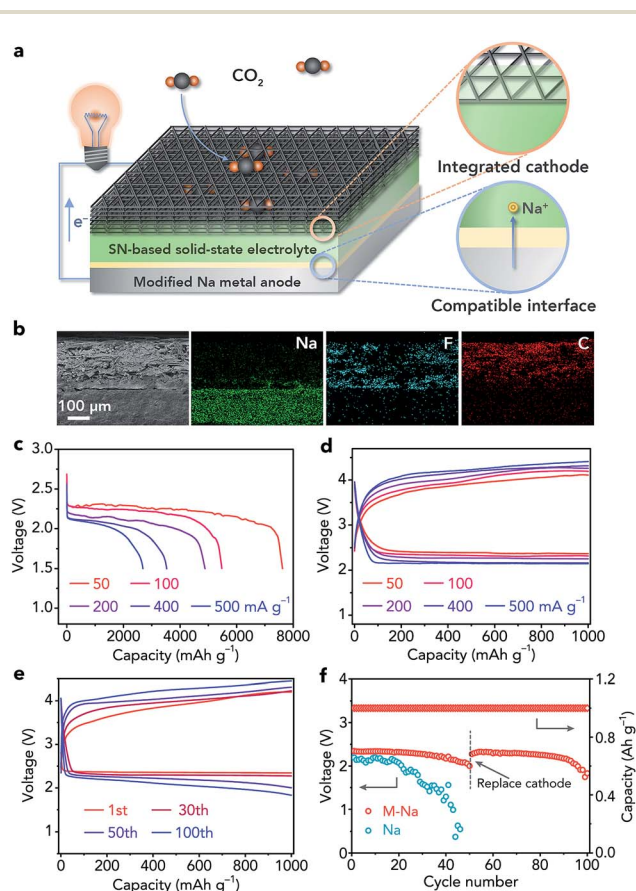 a
CO2
e−
SN-based solid-state electrolyte
Modified Na metal anode
Integrated cathode
Na+
Compatible interface
b
100 μm
Na
F
C
c
Voltage (V)
3.0
2.5
2.0
1.5
1.0
50
100
200
400
500 mA g−1
0 2000 4000 6000 8000
Capacity (mAh g−1)
d
Voltage (V)
4
3
2
1
50
100
200
400
500 mA g−1
0 200 400 600 800 1000
Capacity (mAh g−1)
e
Voltage (V)
4
3
2
1
1st
30th
50th
100th
0 200 400 600 800 1000
Capacity (mAh g−1)
f
Voltage (V)
4
3
2
1
0
Replace cathode
M-Na
Na
0 20 40 60 80 100
Cycle number
1.2
0.8
0.4
0.0
Capacity (Ah g−1)